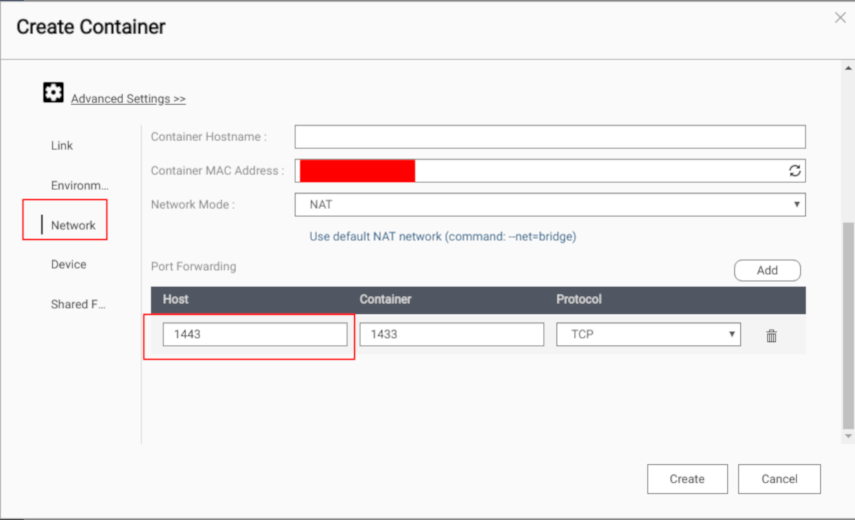 Create Container
Advanced Settings >>
Link
Environm...
Network
Device
Shared F...
Container Hostname :
Container MAC Address :
Network Mode : NAT
Use default NAT network (command: --net=bridge)
Port Forwarding Add
Host Container Protocol
1443 1433 TCP
Create Cancel